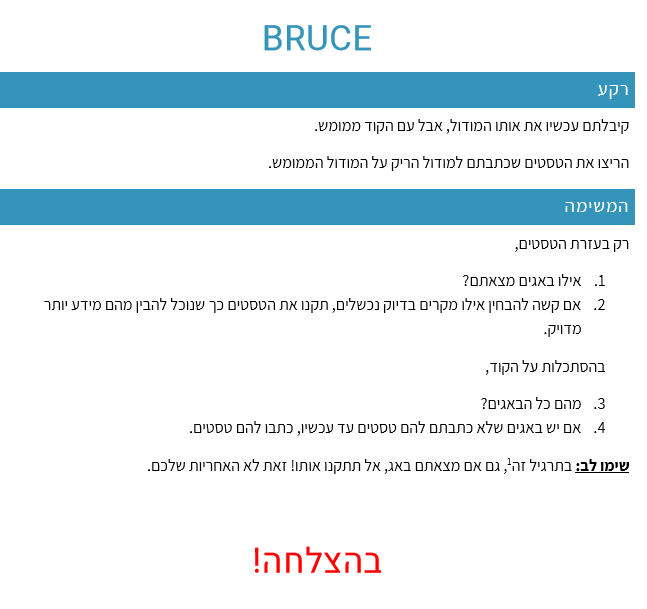 BRUCE
רקע
קיבלתם עכשיו את אותו המודול, אבל עם הקוד ממומש.
הריצו את הטסטים שכתבתם למודול הריק על המודול הממומש.
המשימה
רק בעזרת הטסטים,
1. אילו באגים מצאתם?
2. אם קשה להבחין אילו מקרים בדיוק נכשלים, תקנו את הטסטים כך שנוכל להבין מהם מידע יותר
מדויק.
בהסתכלות על הקוד,
3. מהם כל הבאגים?
4. אם יש באגים שלא כתבתם להם טסטים עד עכשיו, כתבו להם טסטים.
שימו לב: בתרגיל זה¹, גם אם מצאתם באג, אל תתקנו אותו! זאת לא האחריות שלכם.
בהצלחה!